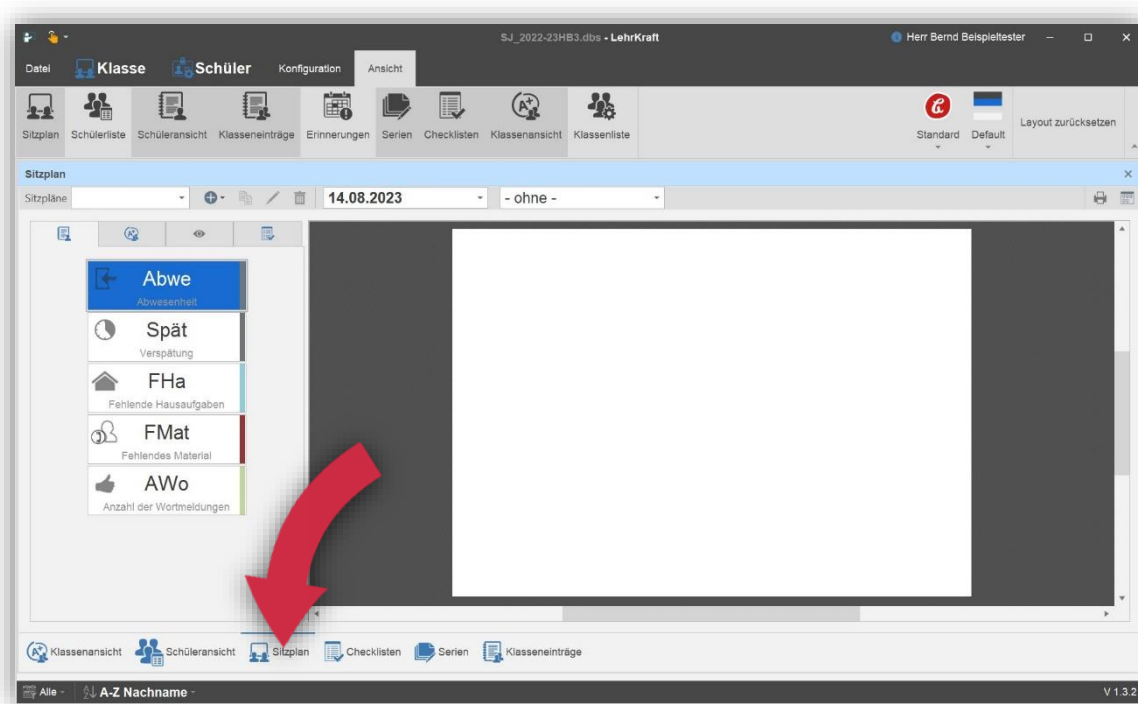 SJ_2022-23HB3.dbs - LehrKraft
Herr Bernd Beispieltester
Datei Klasse Schüler Konfiguration Ansicht
Sitzplan Schülerliste Schüleransicht Klasseneinträge Erinnerungen Serien Checklisten Klassenansicht Klassenliste Standard Default Layout zurücksetzen
Sitzplan
Sitzpläne 14.08.2023 - ohne -
Abwe
Abwesenheit
Spät
Verspätung
FHa
Fehlende Hausaufgaben
FMat
Fehlendes Material
AWo
Anzahl der Wortmeldungen
Klassenansicht Schüleransicht Sitzplan Checklisten Serien Klasseneinträge
Alle A-Z Nachname V 1.3.2